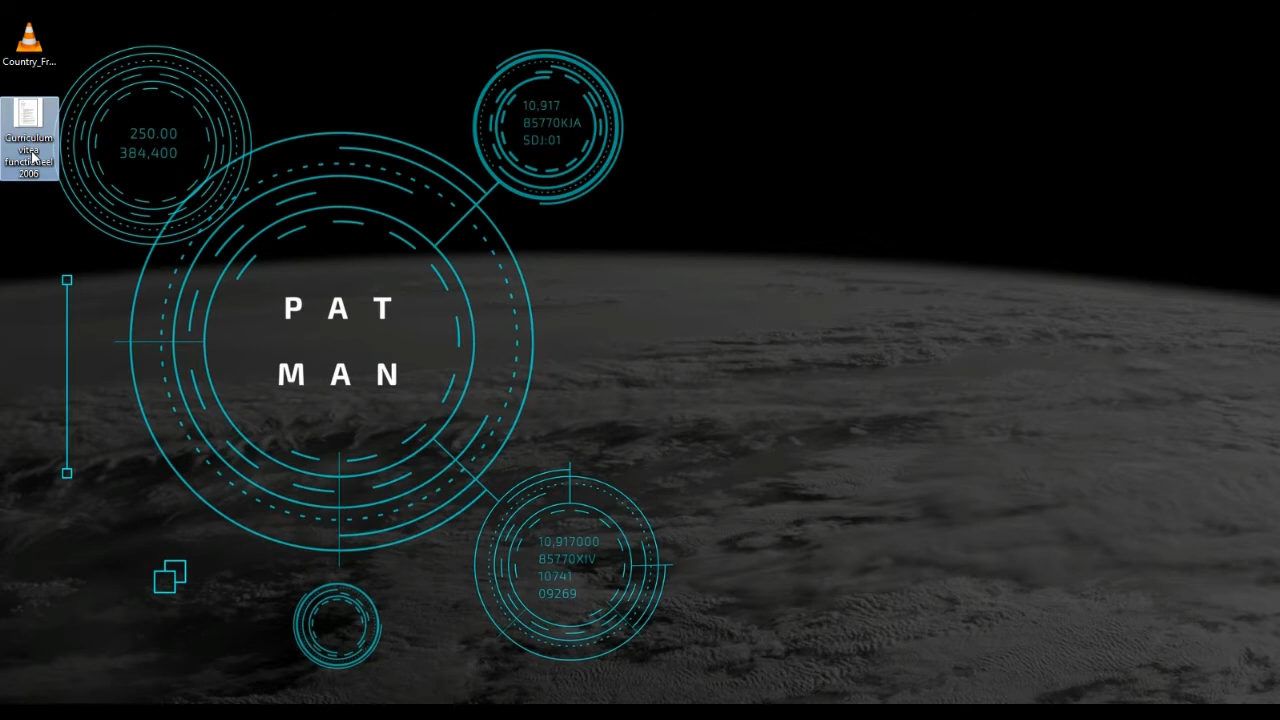 Country_Fr...
Curriculum
vitea
functioneel
2006
250.00
384,400
10,917
85770KJA
SDJ:01
P A T
M A N
10,917000
85770XIV
10741
09269